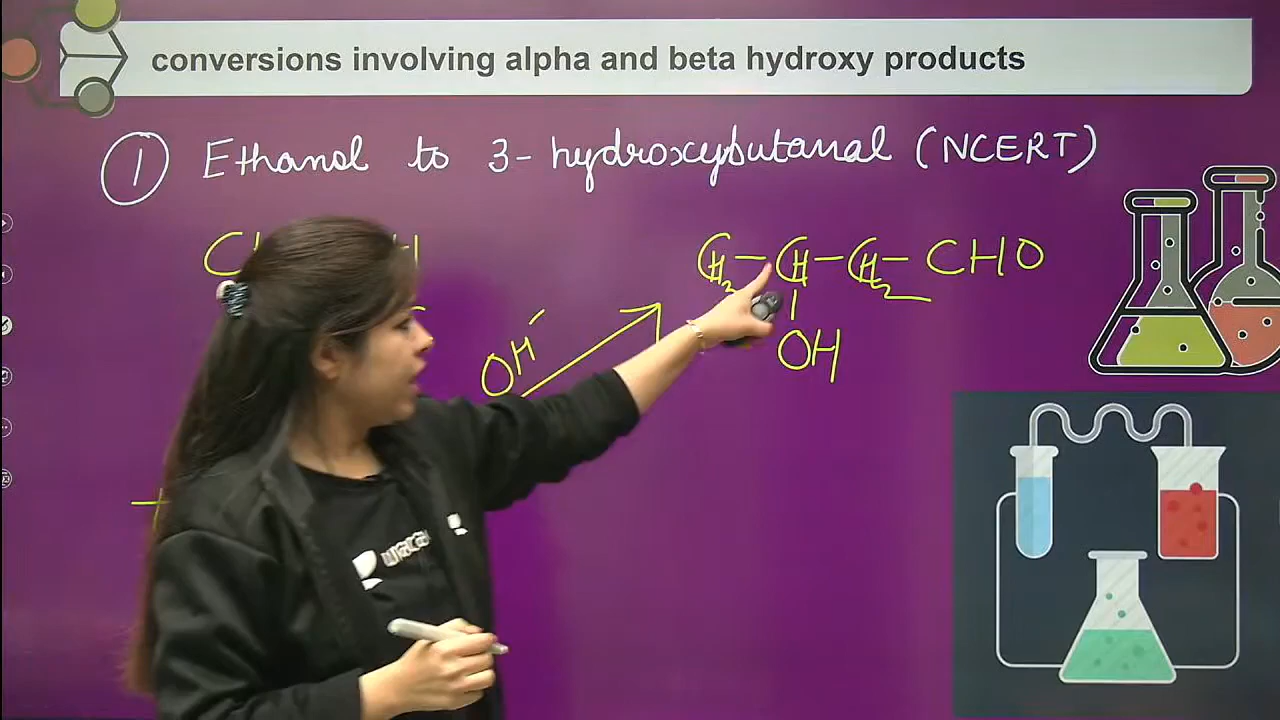 conversions involving alpha and beta hydroxy products
① Ethanol to 3-hydroxybutanal (NCERT)
CH₃-CH-CH₂-CHO
OH
OH⁻